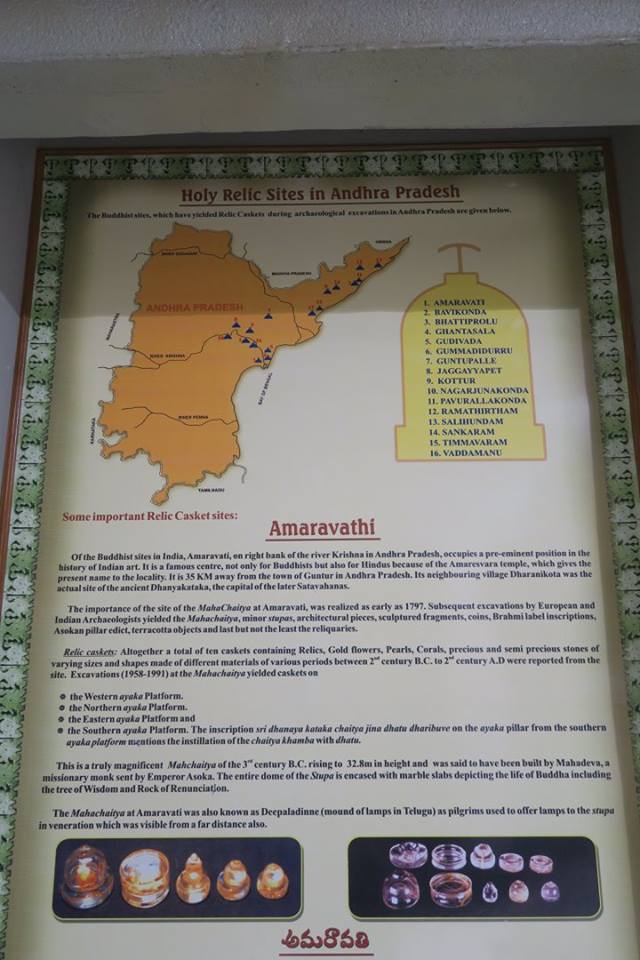 Holy Relic Sites in Andhra Pradesh
The Buddhist sites, which have yielded Relic Caskets during archaeological excavations in Andhra Pradesh are given below.
RIVER GODAVARI
ORISSA
MADHYA PRADESH
ANDHRA PRADESH
MAHARASTRA
RIVER KRISHNA
BAY OF BENGAL
RIVER PENNA
KARNATAKA
TAMILNADU
1. AMARAVATI
2. BAVIKONDA
3. BHATTIPROLU
4. GHANTASALA
5. GUDIVADA
6. GUMMADIDURRU
7. GUNTUPALLE
8. JAGGAYYAPET
9. KOTTUR
10. NAGARJUNAKONDA
11. PAVURALLAKONDA
12. RAMATHIRTHAM
13. SALIHUNDAM
14. SANKARAM
15. TIMMAVARAM
16. VADDAMANU
Some important Relic Casket sites:
Amaravathi
Of the Buddhist sites in India, Amaravati, on right bank of the river Krishna in Andhra Pradesh, occupies a pre-eminent position in the
history of Indian art. It is a famous centre, not only for Buddhists but also for Hindus because of the Amaresvara temple, which gives the
present name to the locality. It is 35 KM away from the town of Guntur in Andhra Pradesh. Its neighbouring village Dharanikota was the
actual site of the ancient Dhanyakataka, the capital of the later Satavahanas.
The importance of the site of the MahaChaitya at Amaravati, was realized as early as 1797. Subsequent excavations by European and
Indian Archaeologists yielded the Mahachaitya, minor stupas, architectural pieces, sculptured fragments, coins, Brahmi label inscriptions,
Asokan pillar edict, terracotta objects and last but not the least the reliquaries.
Relic caskets: Altogether a total of ten caskets containing Relics, Gold flowers, Pearls, Corals, precious and semi precious stones of
varying sizes and shapes made of different materials of various periods between 2nd century B.C. to 2nd century A.D were reported from the
site. Excavations (1958-1991) at the Mahachaitya yielded caskets on
the Western ayaka Platform.
the Northern ayaka Platform.
the Eastern ayaka Platform and
the Southern ayaka Platform. The inscription sri dhanaya kataka chaitya jina dhatu dharibuve on the ayaka pillar from the southern
ayaka platform mentions the instillation of the chaitya khamba with dhatu.
This is a truly magnificent Mahchaitya of the 3rd century B.C. rising to 32.8m in height and was said to have been built by Mahadeva, a
missionary monk sent by Emperor Asoka. The entire dome of the Stupa is encased with marble slabs depicting the life of Buddha including
the tree of Wisdom and Rock of Renunciation.
The Mahachaitya at Amaravati was also known as Deepaladinne (mound of lamps in Telugu) as pilgrims used to offer lamps to the stupa
in veneration which was visible from a far distance also.
అమరావతి